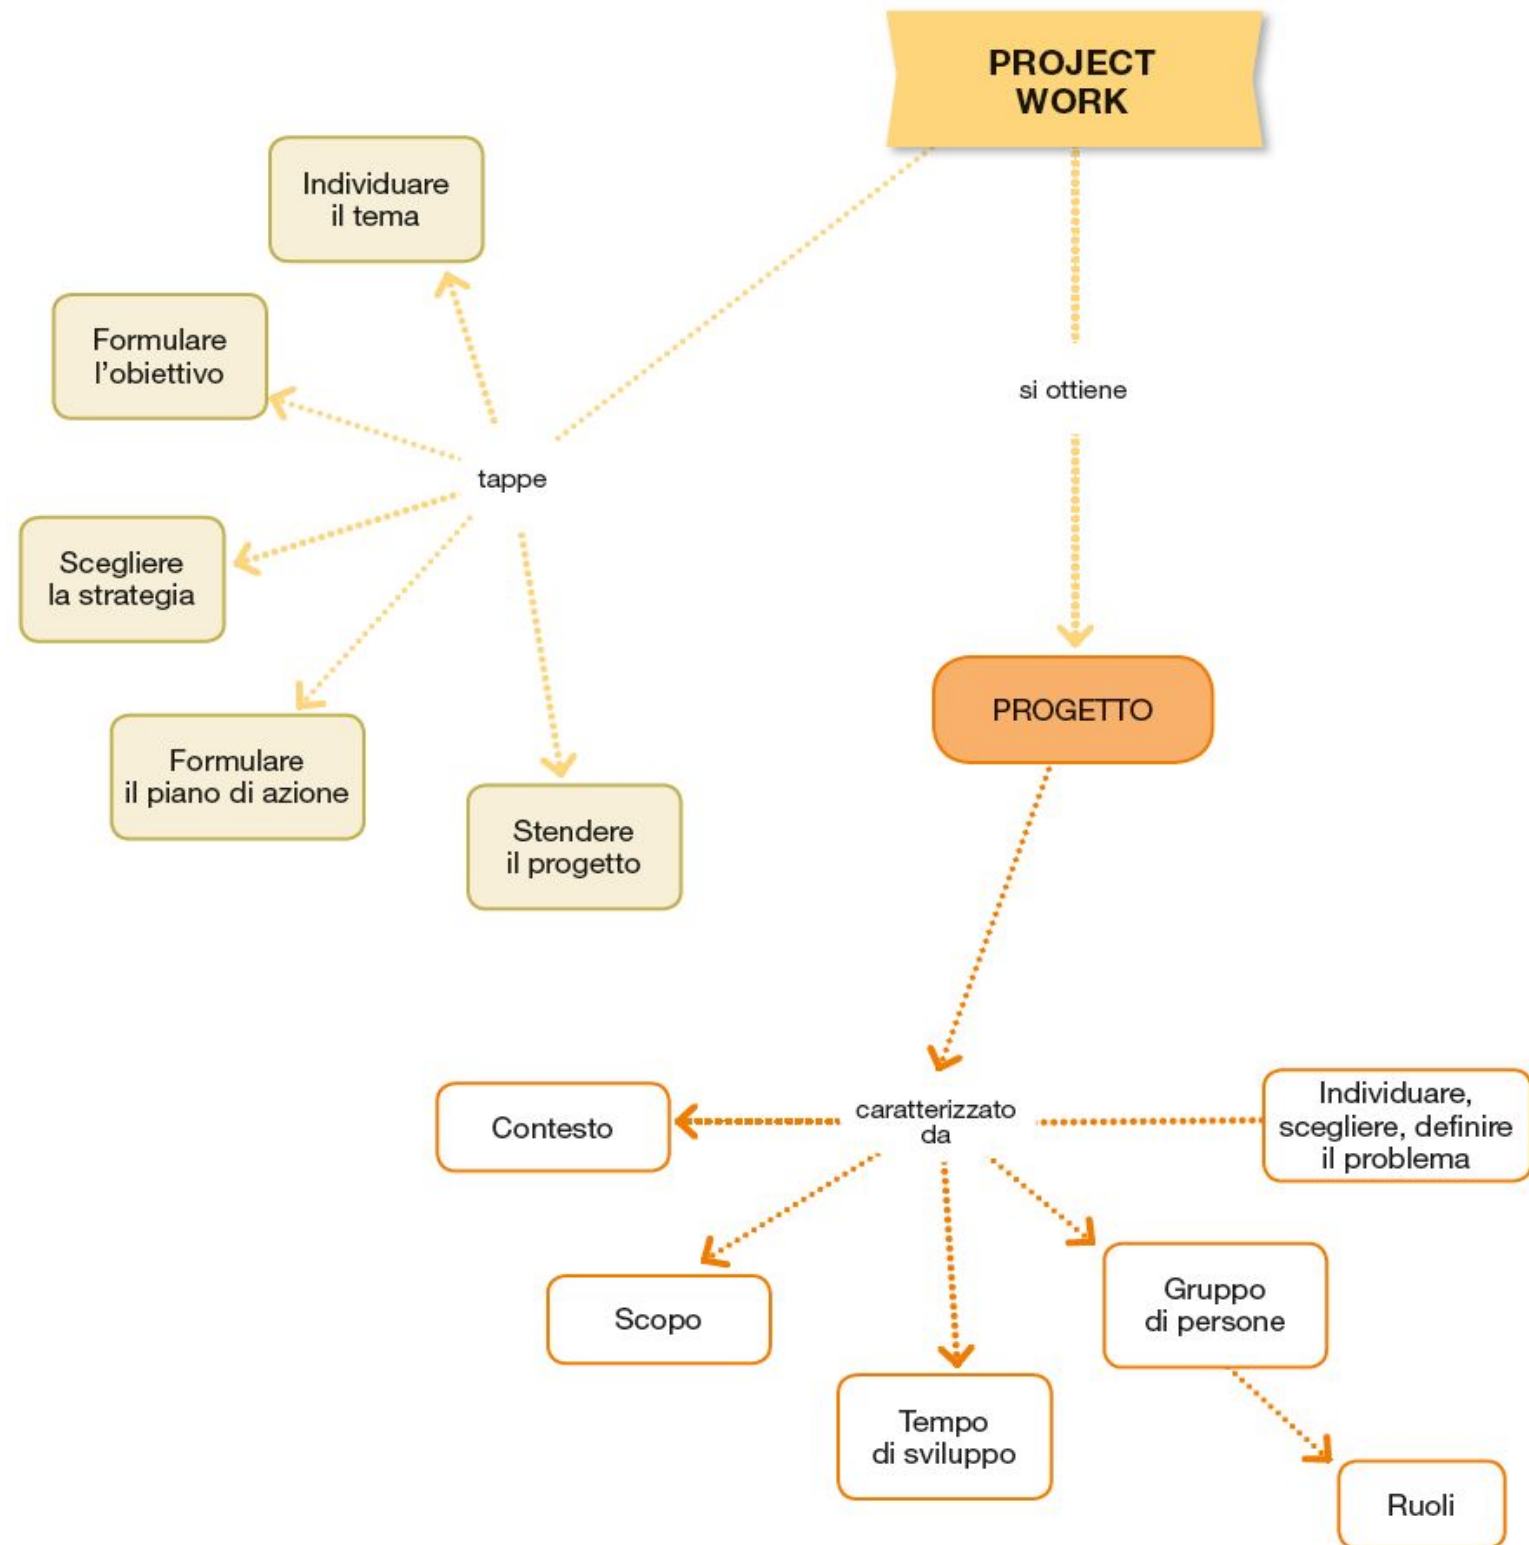 PROJECT
WORK
Individuare
il tema
Formulare
l'obiettivo
si ottiene
tappe
Scegliere
la strategia
PROGETTO
Formulare
il piano di azione
Stendere
il progetto
Contesto
caratterizzato
da
Individuare,
scegliere, definire
il problema
Scopo
Gruppo
di persone
Tempo
di sviluppo
Ruoli